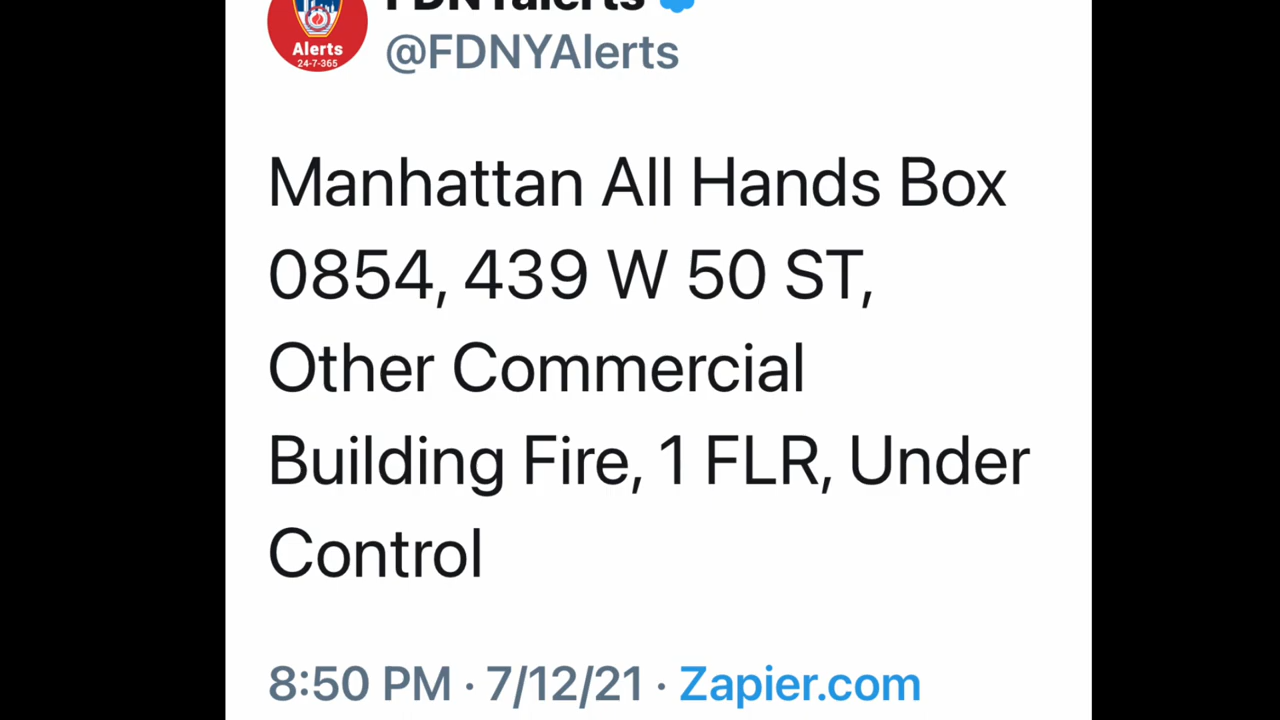 FDNYalerts
Alerts
24-7-365
@FDNYAlerts
Manhattan All Hands Box
0854, 439 W 50 ST,
Other Commercial
Building Fire, 1 FLR, Under
Control
8:50 PM · 7/12/21 · Zapier.com